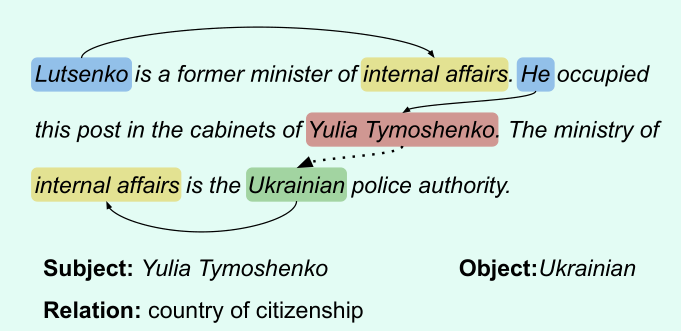 Lutsenko is a former minister of internal affairs. He occupied
this post in the cabinets of Yulia Tymoshenko. The ministry of
internal affairs is the Ukrainian police authority.
Subject: Yulia Tymoshenko Object:Ukrainian
Relation: country of citizenship